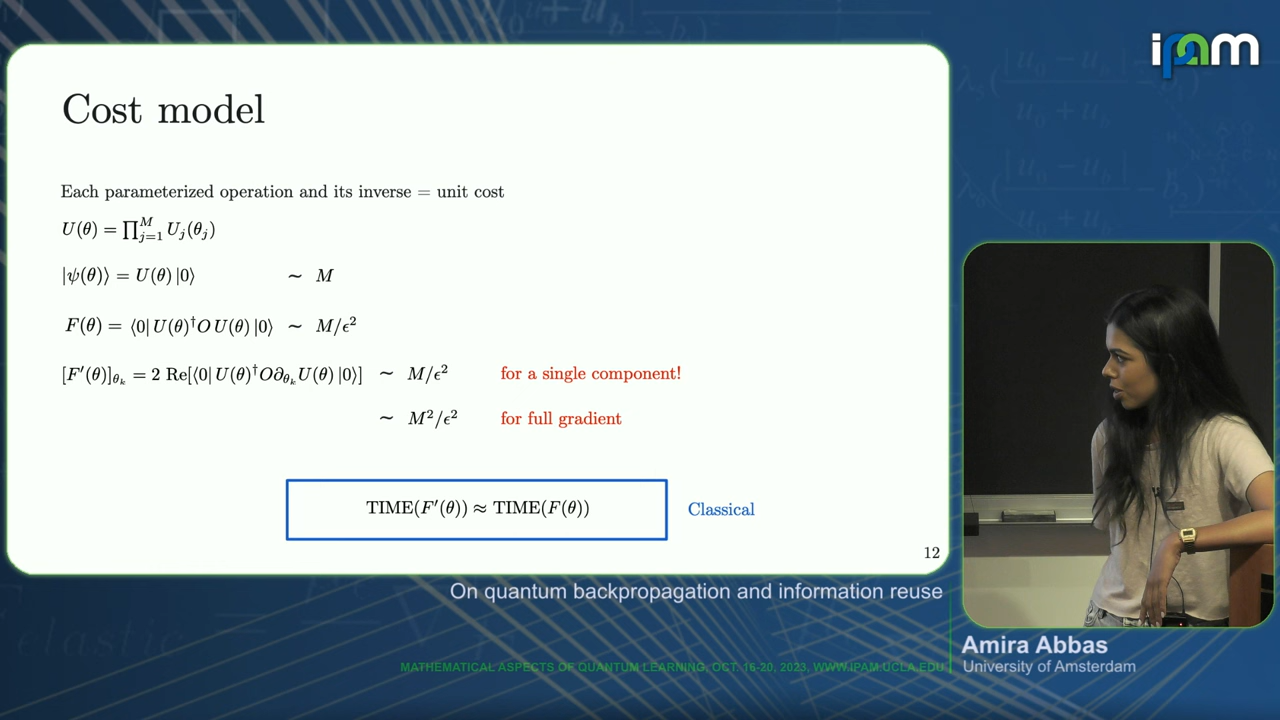 ipam
Cost model
Each parameterized operation and its inverse = unit cost
U(θ) = ∏_{j=1}^{M} U_j(θ_j)
|ψ(θ)⟩ = U(θ)|0⟩ ~ M
F(θ) = ⟨0| U(θ)^†O U(θ)|0⟩ ~ M/ϵ²
[F′(θ)]_{θ_k} = 2 Re[⟨0| U(θ)^†O∂_{θ_k}U(θ)|0⟩] ~ M/ϵ² for a single component!
~ M²/ϵ² for full gradient
TIME(F′(θ)) ≈ TIME(F(θ)) Classical
12
On quantum backpropagation and information reuse
Amira Abbas
University of Amsterdam
MATHEMATICAL ASPECTS OF QUANTUM LEARNING, OCT. 16-20, 2023, WWW.IPAM.UCLA.EDU